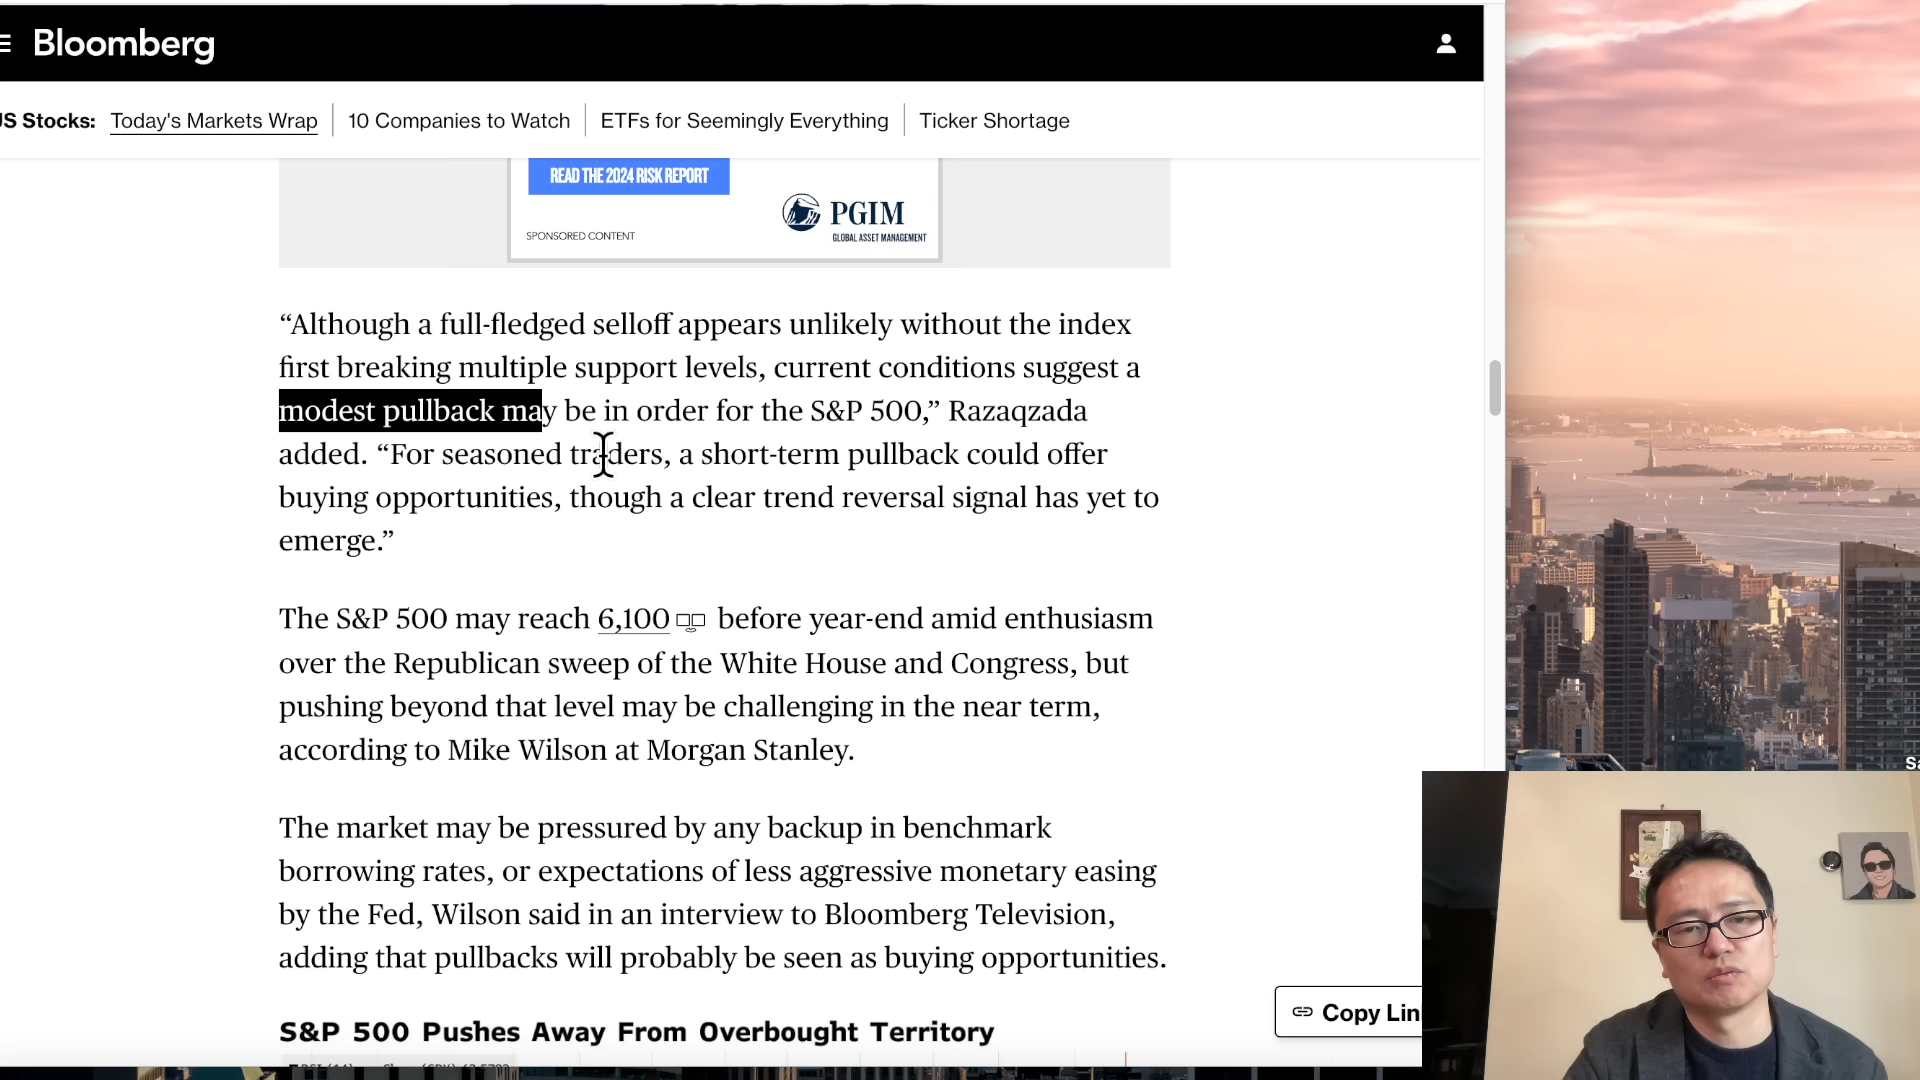 Bloomberg
US Stocks: Today's Markets Wrap 10 Companies to Watch ETFs for Seemingly Everything Ticker Shortage
READ THE 2024 RISK REPORT
PGIM
GLOBAL ASSET MANAGEMENT
SPONSORED CONTENT
“Although a full-fledged selloff appears unlikely without the index
first breaking multiple support levels, current conditions suggest a
modest pullback may be in order for the S&P 500,” Razaqzada
added. “For seasoned traders, a short-term pullback could offer
buying opportunities, though a clear trend reversal signal has yet to
emerge.”
The S&P 500 may reach 6,100 before year-end amid enthusiasm
over the Republican sweep of the White House and Congress, but
pushing beyond that level may be challenging in the near term,
according to Mike Wilson at Morgan Stanley.
The market may be pressured by any backup in benchmark
borrowing rates, or expectations of less aggressive monetary easing
by the Fed, Wilson said in an interview to Bloomberg Television,
adding that pullbacks will probably be seen as buying opportunities.
Copy Lin
S&P 500 Pushes Away From Overbought Territory